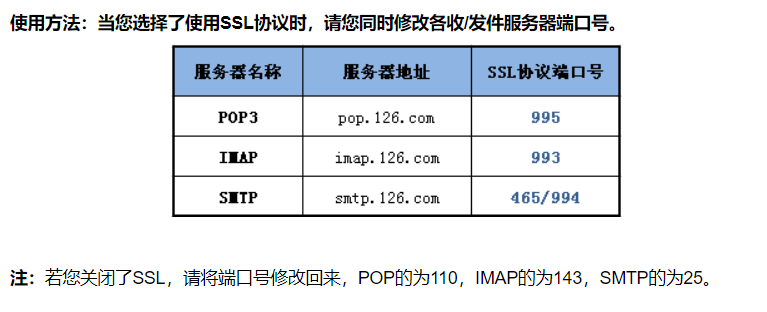 使用方法：当您选择了使用SSL协议时，请您同时修改各收/发件服务器端口号。
服务器名称 服务器地址 SSL协议端口号
POP3 pop.126.com 995
IMAP imap.126.com 993
SMTP smtp.126.com 465/994
注：若您关闭了SSL，请将端口号修改回来，POP的为110，IMAP的为143，SMTP的为25。